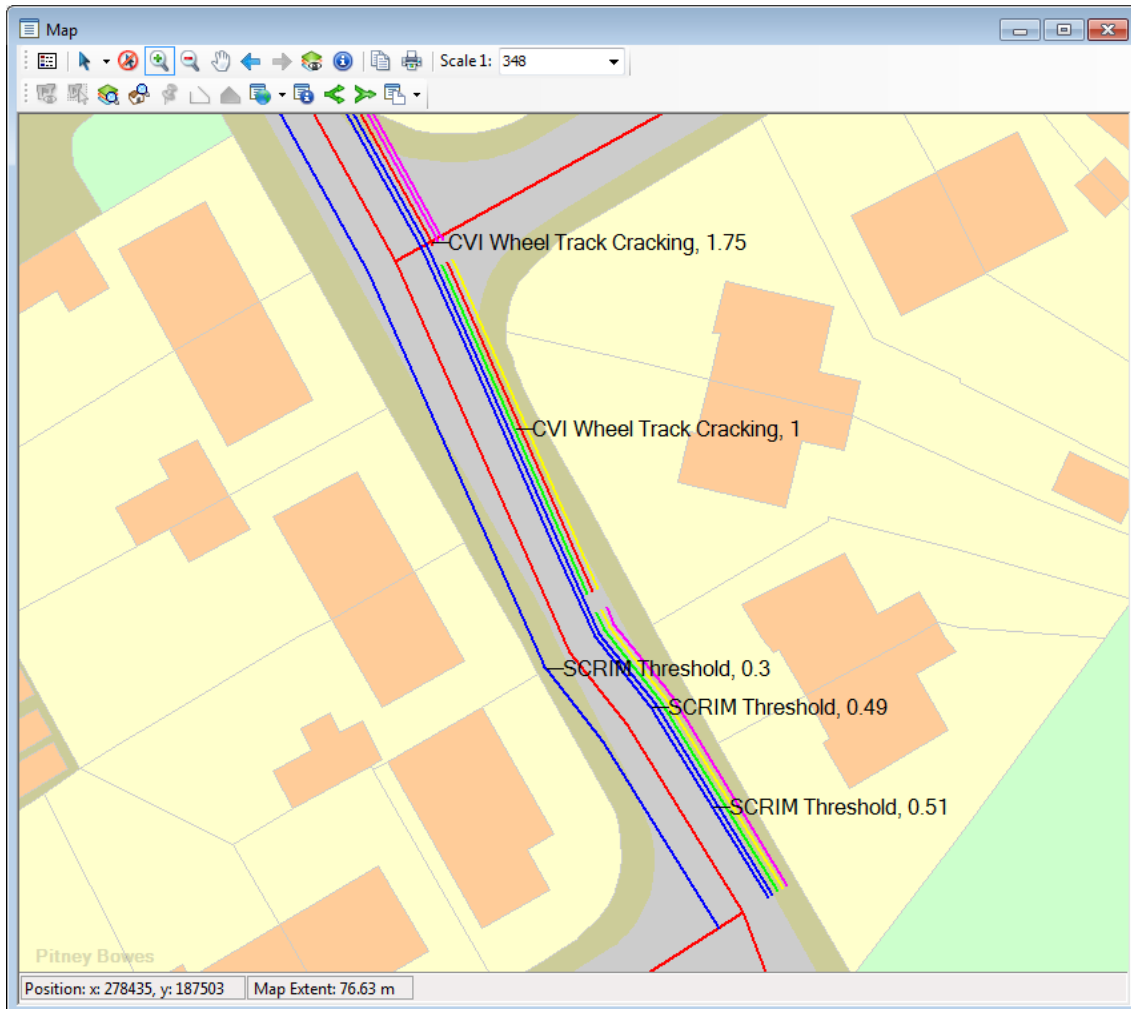 Map
Scale 1: 348
CVI Wheel Track Cracking, 1.75
CVI Wheel Track Cracking, 1
SCRIM Threshold, 0.3
SCRIM Threshold, 0.49
SCRIM Threshold, 0.51
Pitney Bowes
Position: x: 278435, y: 187503 Map Extent: 76.63 m